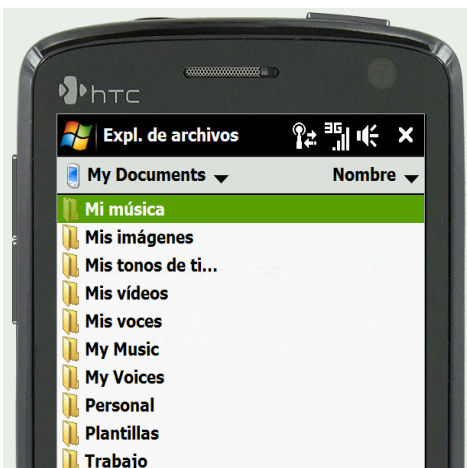 hTC
Expl. de archivos
3G
My Documents
Nombre
Mi música
Mis imágenes
Mis tonos de ti...
Mis vídeos
Mis voces
My Music
My Voices
Personal
Plantillas
Trabajo